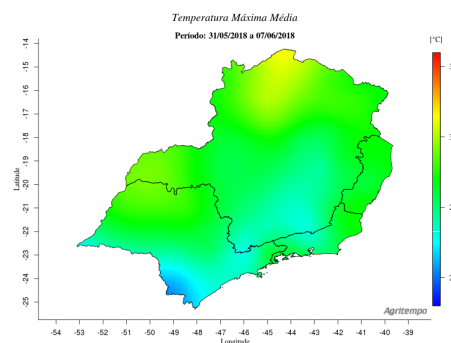 Temperatura Máxima Média
Período: 31/05/2018 a 07/06/2018
[°C]
-14
-15
-16
-17
-18
-19
-20
-21
-22
-23
-24
-25
Latitude
Agritempo
-54 -53 -52 -51 -50 -49 -48 -47 -46 -45 -44 -43 -42 -41 -40 -39
Longitude